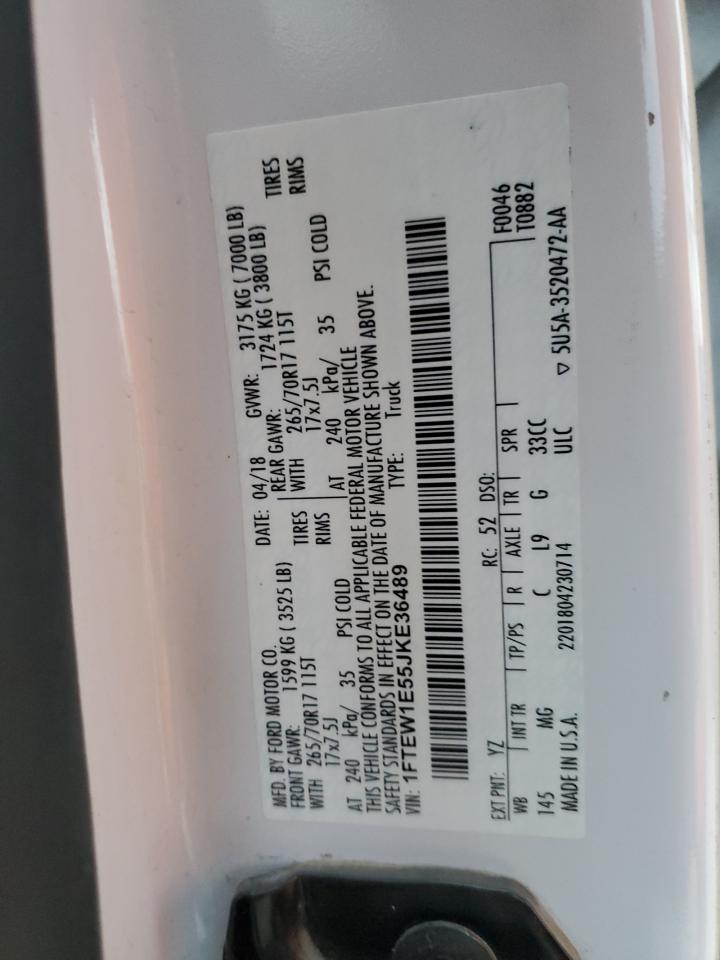 MFD. BY FORD MOTOR CO.
DATE: 04/18 GVWR: 3175 KG ( 7000 LB)
FRONT GAWR: 1599 KG ( 3525 LB) REAR GAWR: 1724 KG ( 3800 LB)
WITH 265/70R17 115T TIRES WITH 265/70R17 115T TIRES
17x7.5J RIMS 17x7.5J RIMS
AT 240 kPa/ 35 PSI COLD AT 240 kPa/ 35 PSI COLD
THIS VEHICLE CONFORMS TO ALL APPLICABLE FEDERAL MOTOR VEHICLE
SAFETY STANDARDS IN EFFECT ON THE DATE OF MANUFACTURE SHOWN ABOVE.
VIN: 1FTEW1E55JKE36489 TYPE: Truck
EXT PNT: YZ RC: 52 DSO: F0046
WB INT TR TP/PS R AXLE TR SPR T0882
145 MG C L9 G 33CC
MADE IN U.S.A. 2201804230714 ULC ▽ 5U5A-3520472-AA